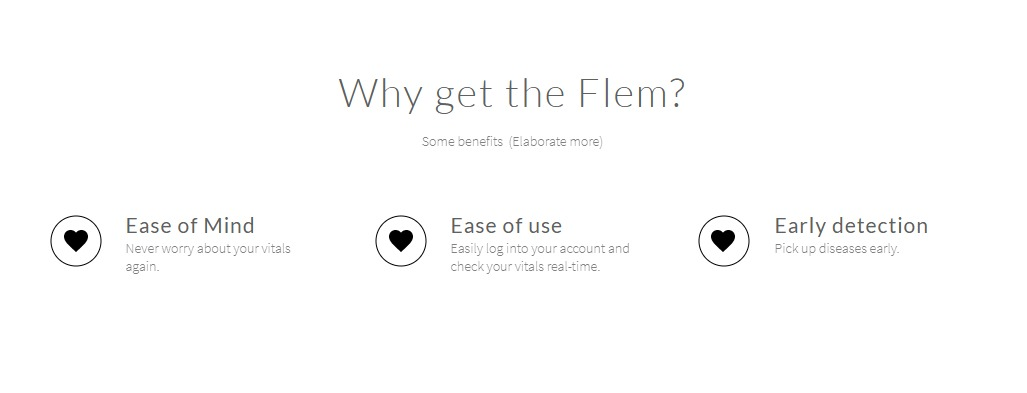 Why get the Flem?
Some benefits (Elaborate more)
Ease of Mind
Never worry about your vitals
again.
Ease of use
Easily log into your account and
check your vitals real-time.
Early detection
Pick up diseases early.